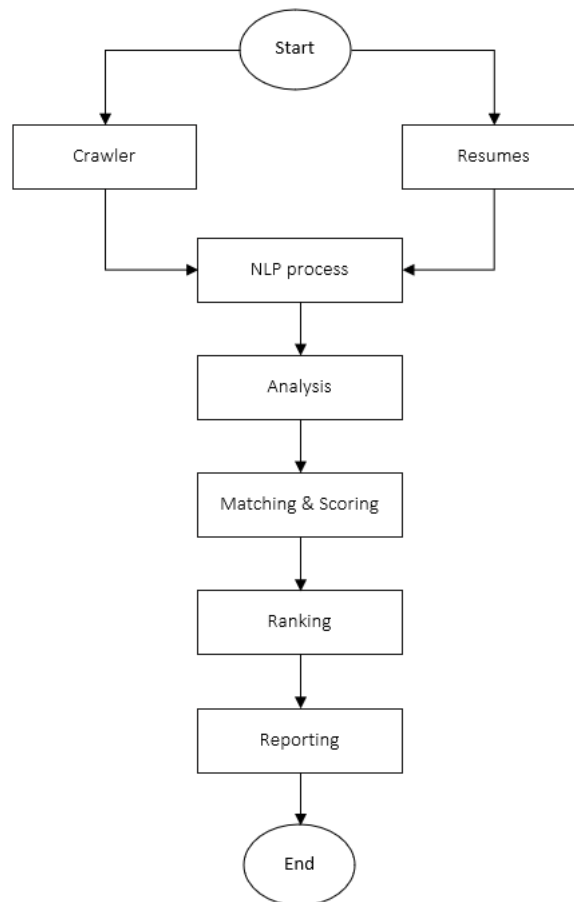 Start
Crawler
Resumes
NLP process
Analysis
Matching & Scoring
Ranking
Reporting
End